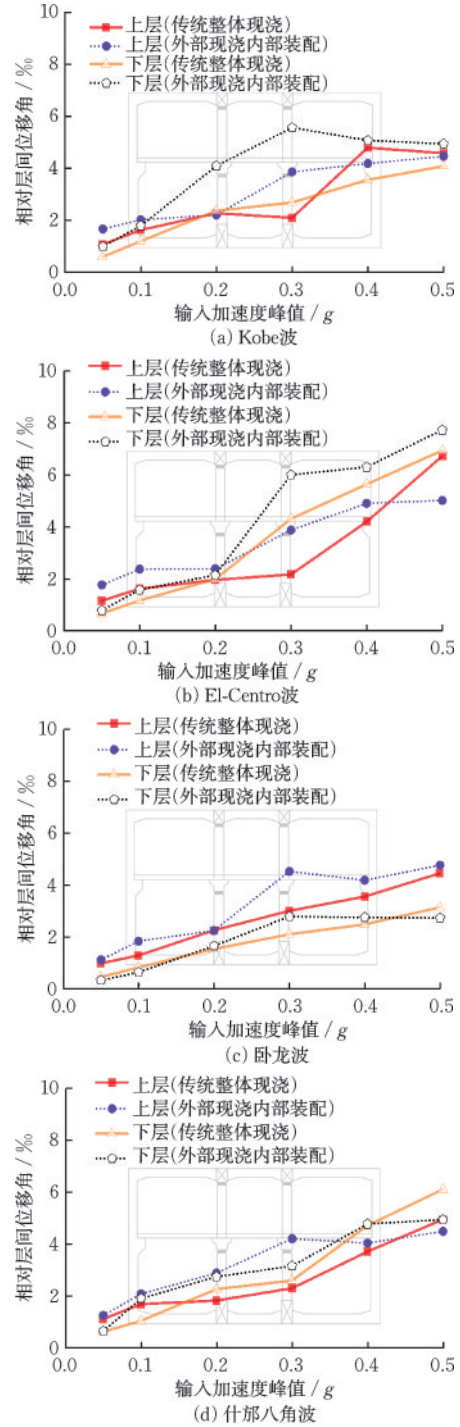 10
上层(传统整体现浇)
上层(外部现浇内部装配)
下层(传统整体现浇)
下层(外部现浇内部装配)
8
6
4
2
0
相对层间位移角 / ‰
0.0 0.1 0.2 0.3 0.4 0.5
输入加速度峰值 / g
(a) Kobe波
10
上层(传统整体现浇)
上层(外部现浇内部装配)
下层(传统整体现浇)
下层(外部现浇内部装配)
8
6
4
2
0
相对层间位移角 / ‰
0.0 0.1 0.2 0.3 0.4 0.5
输入加速度峰值 / g
(b) El-Centro波
10
上层(传统整体现浇)
上层(外部现浇内部装配)
下层(传统整体现浇)
下层(外部现浇内部装配)
8
6
4
2
0
相对层间位移角 / ‰
0.0 0.1 0.2 0.3 0.4 0.5
输入加速度峰值 / g
(c) 卧龙波
10
上层(传统整体现浇)
上层(外部现浇内部装配)
下层(传统整体现浇)
下层(外部现浇内部装配)
8
6
4
2
0
相对层间位移角 / ‰
0.0 0.1 0.2 0.3 0.4 0.5
输入加速度峰值 / g
(d) 什邡八角波